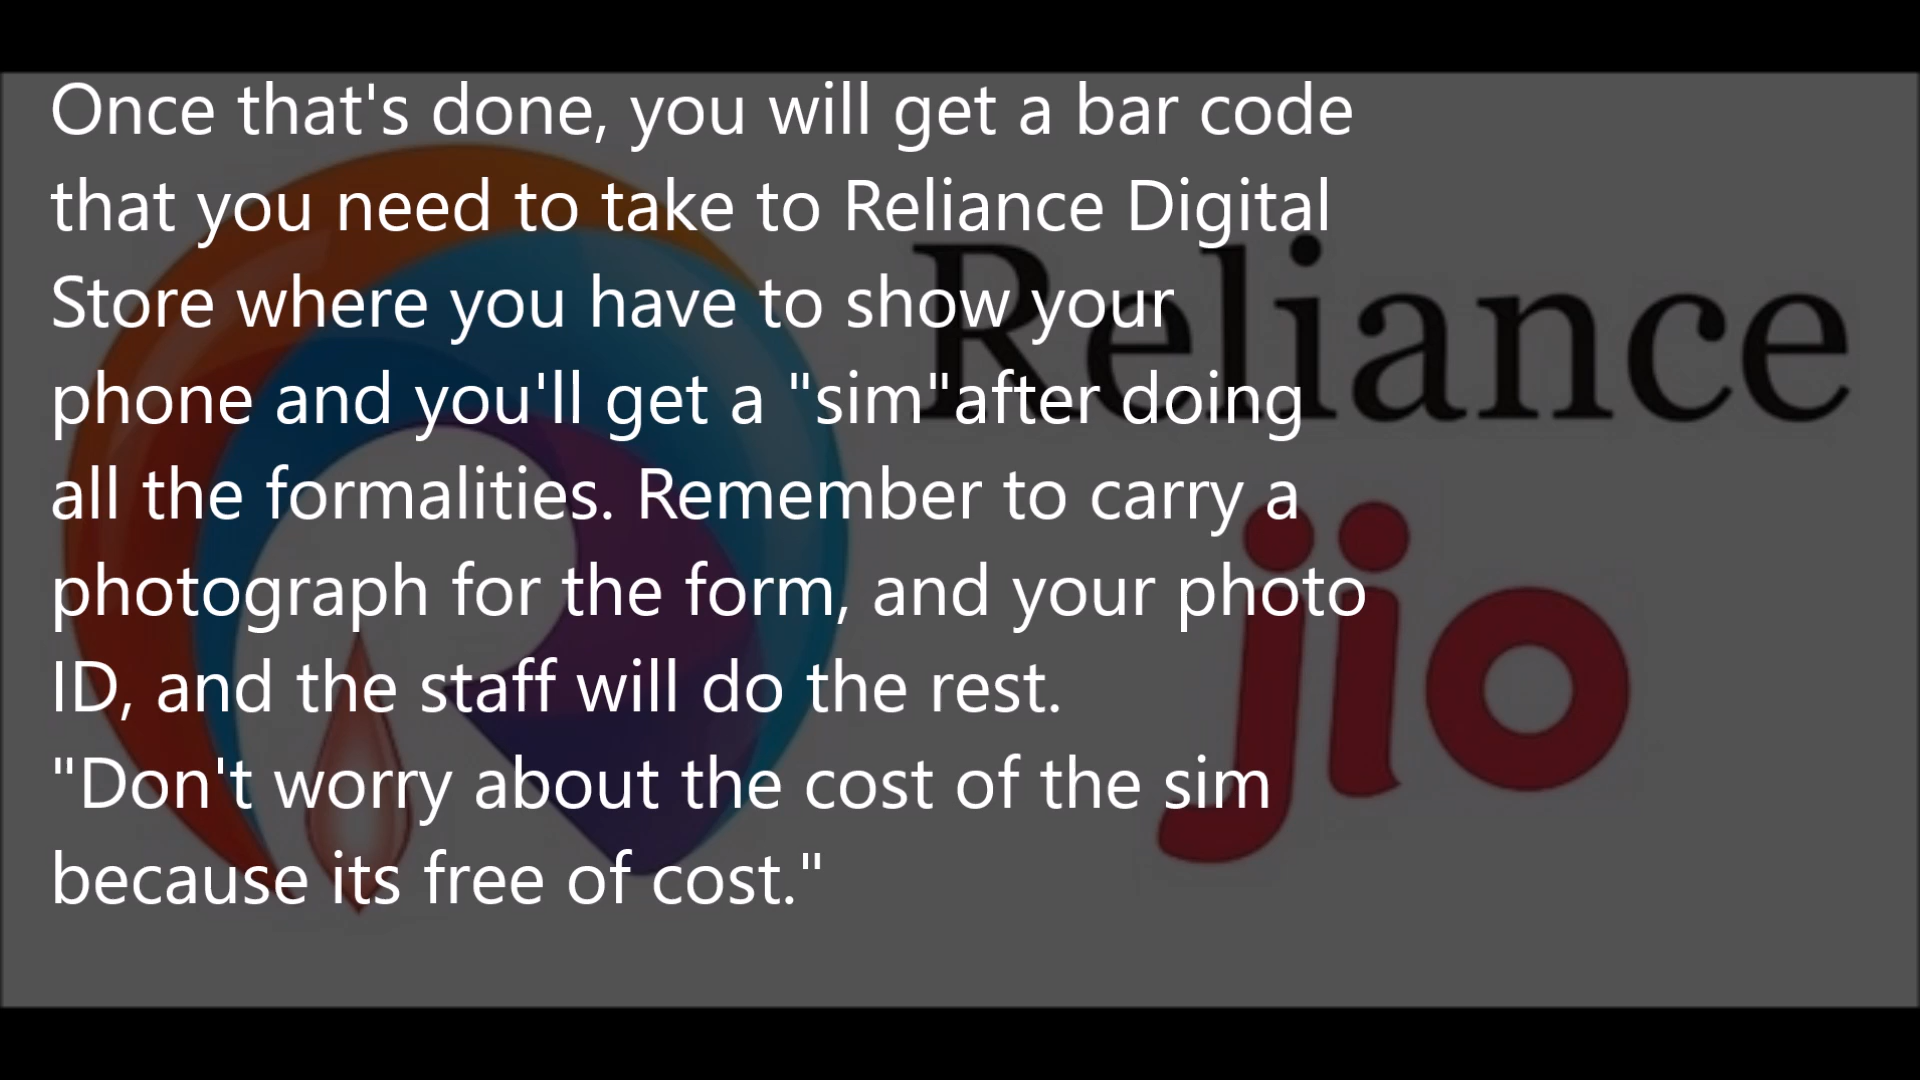 Once that's done, you will get a bar code
that you need to take to Reliance Digital
Store where you have to show your
phone and you'll get a "sim"after doing
all the formalities. Remember to carry a
photograph for the form, and your photo
ID, and the staff will do the rest.
"Don't worry about the cost of the sim
because its free of cost."
Reliance
jio